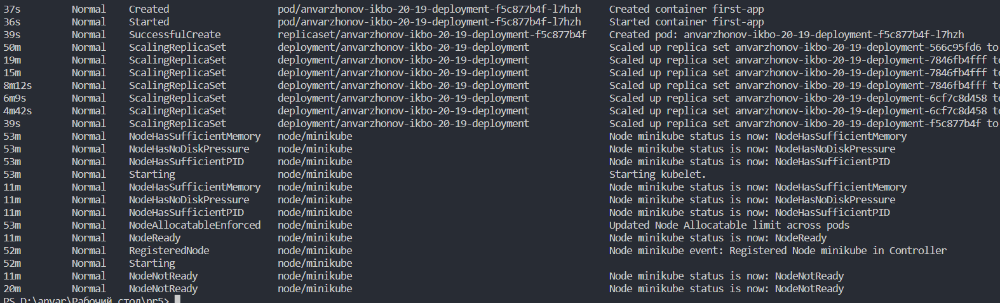 37s Normal Created pod/anvarzhonov-ikbo-20-19-deployment-f5c877b4f-l7hzh Created container first-app
36s Normal Started pod/anvarzhonov-ikbo-20-19-deployment-f5c877b4f-l7hzh Started container first-app
39s Normal SuccessfulCreate replicaset/anvarzhonov-ikbo-20-19-deployment-f5c877b4f Created pod: anvarzhonov-ikbo-20-19-deployment-f5c877b4f-l7hzh
50m Normal ScalingReplicaSet deployment/anvarzhonov-ikbo-20-19-deployment Scaled up replica set anvarzhonov-ikbo-20-19-deployment-566c95fd6 to
19m Normal ScalingReplicaSet deployment/anvarzhonov-ikbo-20-19-deployment Scaled up replica set anvarzhonov-ikbo-20-19-deployment-7846fb4fff to
15m Normal ScalingReplicaSet deployment/anvarzhonov-ikbo-20-19-deployment Scaled up replica set anvarzhonov-ikbo-20-19-deployment-7846fb4fff to
8m12s Normal ScalingReplicaSet deployment/anvarzhonov-ikbo-20-19-deployment Scaled up replica set anvarzhonov-ikbo-20-19-deployment-7846fb4fff to
6m9s Normal ScalingReplicaSet deployment/anvarzhonov-ikbo-20-19-deployment Scaled up replica set anvarzhonov-ikbo-20-19-deployment-6cf7c8d458 to
4m42s Normal ScalingReplicaSet deployment/anvarzhonov-ikbo-20-19-deployment Scaled up replica set anvarzhonov-ikbo-20-19-deployment-6cf7c8d458 to
39s Normal ScalingReplicaSet deployment/anvarzhonov-ikbo-20-19-deployment Scaled up replica set anvarzhonov-ikbo-20-19-deployment-f5c877b4f to
53m Normal NodeHasSufficientMemory node/minikube Node minikube status is now: NodeHasSufficientMemory
53m Normal NodeHasNoDiskPressure node/minikube Node minikube status is now: NodeHasNoDiskPressure
53m Normal NodeHasSufficientPID node/minikube Node minikube status is now: NodeHasSufficientPID
53m Normal Starting node/minikube Starting kubelet.
11m Normal NodeHasSufficientMemory node/minikube Node minikube status is now: NodeHasSufficientMemory
11m Normal NodeHasNoDiskPressure node/minikube Node minikube status is now: NodeHasNoDiskPressure
11m Normal NodeHasSufficientPID node/minikube Node minikube status is now: NodeHasSufficientPID
53m Normal NodeAllocatableEnforced node/minikube Updated Node Allocatable limit across pods
11m Normal NodeReady node/minikube Node minikube status is now: NodeReady
52m Normal RegisteredNode node/minikube Node minikube event: Registered Node minikube in Controller
52m Normal Starting node/minikube
11m Normal NodeNotReady node/minikube Node minikube status is now: NodeNotReady
20m Normal NodeNotReady node/minikube Node minikube status is now: NodeNotReady
PS D:\anvar\Рабочий стол\pr5>